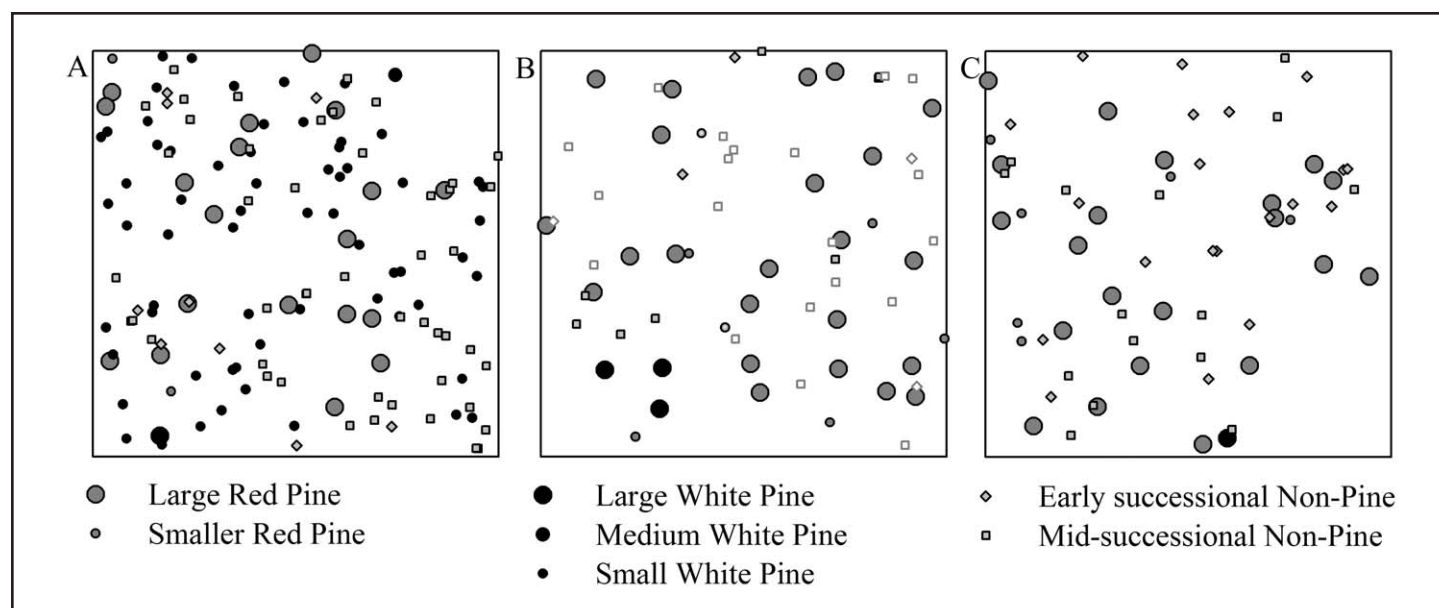 A
B
C
Large Red Pine
Smaller Red Pine
Large White Pine
Medium White Pine
Small White Pine
Early successional Non-Pine
Mid-successional Non-Pine